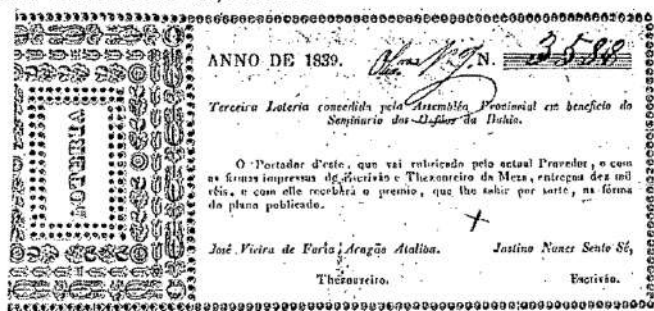 LOTERIA
ANNO DE 1839. N. 3588
Terceira Loteria concedida pela Assembléa Provincial em beneficio do
Seminario dos Orfãos da Bahia.
O Portador d'este, que vai rubricado pelo actual Provedor, e com
as firmas impressas de Escrivão e Thezoureiro da Meza, entregou dez mil
réis, e com elle receberá o premio, que lhe sahir por sorte, na fórma
do plano publicado.
José Vieira de Faria Aragão Ataliba. Justino Nunes Sento Sé,
Thezoureiro. Escrivão.